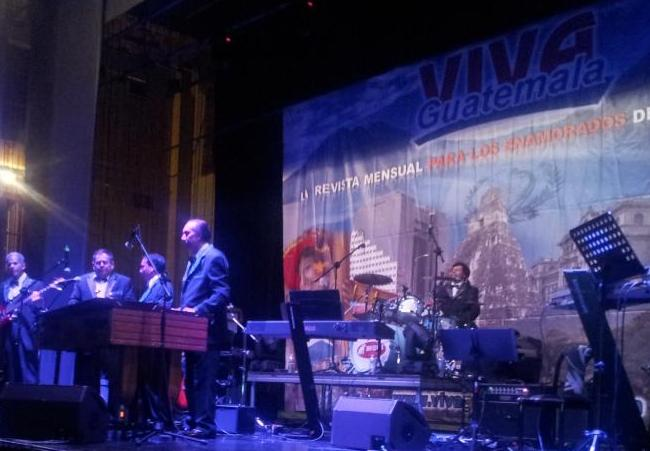 VIVA
Guatemala
LA REVISTA MENSUAL PARA LOS ENAMORADOS DE